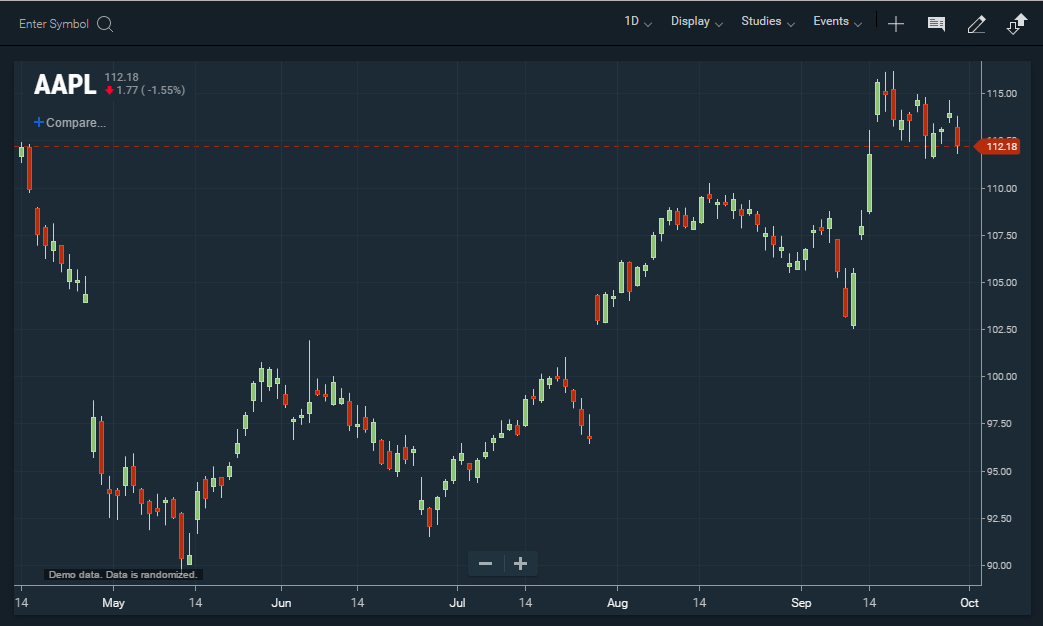 Enter Symbol
1D Display Studies Events
AAPL 112.18
1.77 ( -1.55%)
+Compare...
115.00
112.18
110.00
107.50
105.00
102.50
100.00
97.50
95.00
92.50
90.00
Demo data. Data is randomized.
14 May 14 Jun 14 Jul 14 Aug 14 Sep 14 Oct